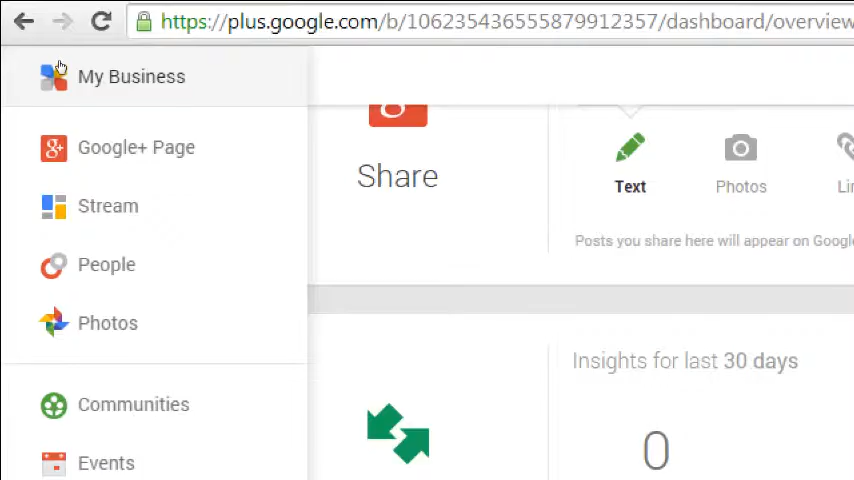 https://plus.google.com/b/106235436555879912357/dashboard/overview
My Business
Google+ Page
Stream
People
Photos
Communities
Events
Share
Text
Photos
Posts you share here will appear on Google
Insights for last 30 days
0